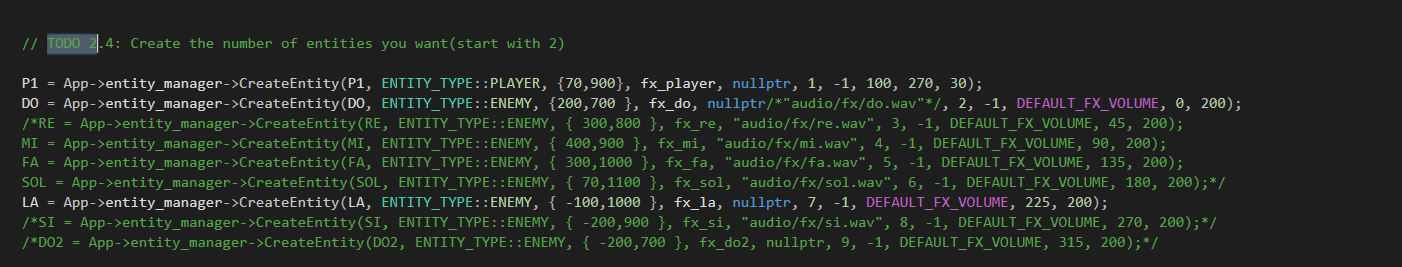 // TODO 2.4: Create the number of entities you want(start with 2)
P1 = App->entity_manager->CreateEntity(P1, ENTITY_TYPE::PLAYER, {70,900}, fx_player, nullptr, 1, -1, 100, 270, 30);
DO = App->entity_manager->CreateEntity(DO, ENTITY_TYPE::ENEMY, {200,700 }, fx_do, nullptr/*"audio/fx/do.wav"*/, 2, -1, DEFAULT_FX_VOLUME, 0, 200);
/*RE = App->entity_manager->CreateEntity(RE, ENTITY_TYPE::ENEMY, { 300,800 }, fx_re, "audio/fx/re.wav", 3, -1, DEFAULT_FX_VOLUME, 45, 200);
MI = App->entity_manager->CreateEntity(MI, ENTITY_TYPE::ENEMY, { 400,900 }, fx_mi, "audio/fx/mi.wav", 4, -1, DEFAULT_FX_VOLUME, 90, 200);
FA = App->entity_manager->CreateEntity(FA, ENTITY_TYPE::ENEMY, { 300,1000 }, fx_fa, "audio/fx/fa.wav", 5, -1, DEFAULT_FX_VOLUME, 135, 200);
SOL = App->entity_manager->CreateEntity(SOL, ENTITY_TYPE::ENEMY, { 70,1100 }, fx_sol, "audio/fx/sol.wav", 6, -1, DEFAULT_FX_VOLUME, 180, 200);*/
LA = App->entity_manager->CreateEntity(LA, ENTITY_TYPE::ENEMY, { -100,1000 }, fx_la, nullptr, 7, -1, DEFAULT_FX_VOLUME, 225, 200);
/*SI = App->entity_manager->CreateEntity(SI, ENTITY_TYPE::ENEMY, { -200,900 }, fx_si, "audio/fx/si.wav", 8, -1, DEFAULT_FX_VOLUME, 270, 200);*/
/*DO2 = App->entity_manager->CreateEntity(DO2, ENTITY_TYPE::ENEMY, { -200,700 }, fx_do2, nullptr, 9, -1, DEFAULT_FX_VOLUME, 315, 200);*/